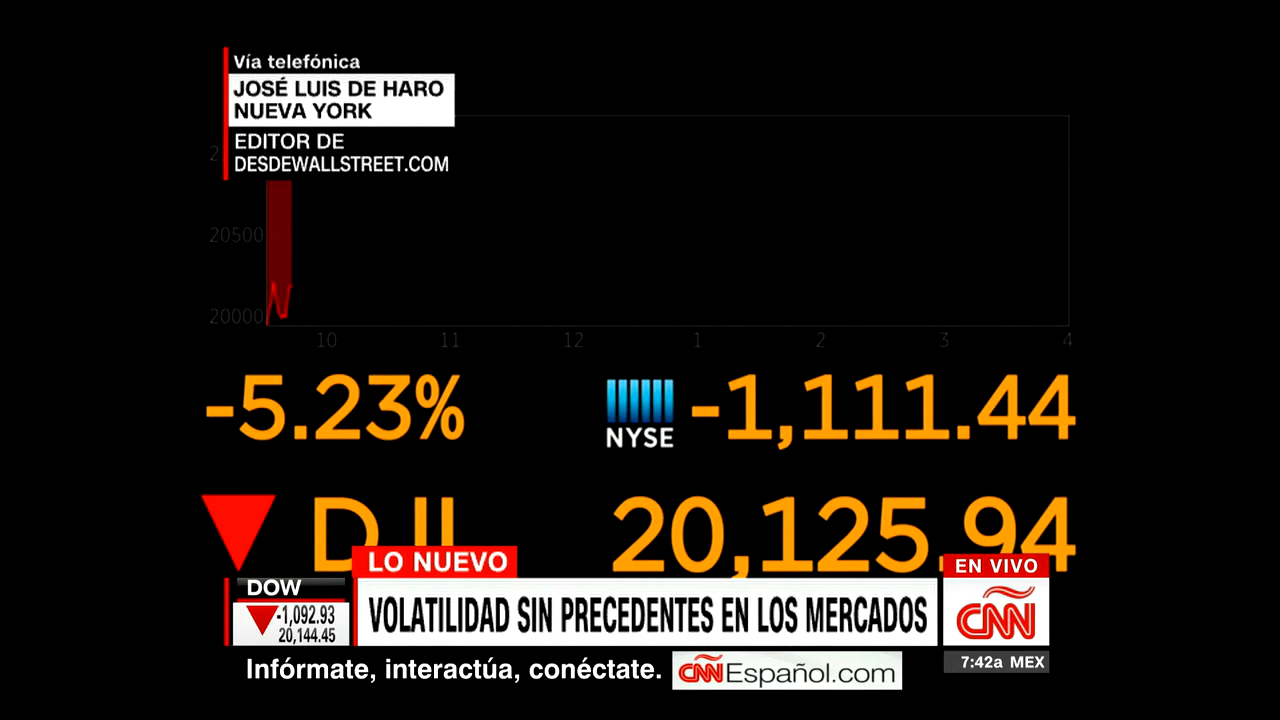 Vía telefónica
JOSÉ LUIS DE HARO
NUEVA YORK
EDITOR DE
DESDEWALLSTREET.COM
2
20500
20000
10 11 12 1 2 3 4
-5.23%
NYSE
-1,111.44
DJI
20,125.94
LO NUEVO
EN VIVO
DOW
-1,092.93
20,144.45
VOLATILIDAD SIN PRECEDENTES EN LOS MERCADOS
CNN
7:42a MEX
Infórmate, interactúa, conéctate.
CNNEspañol.com